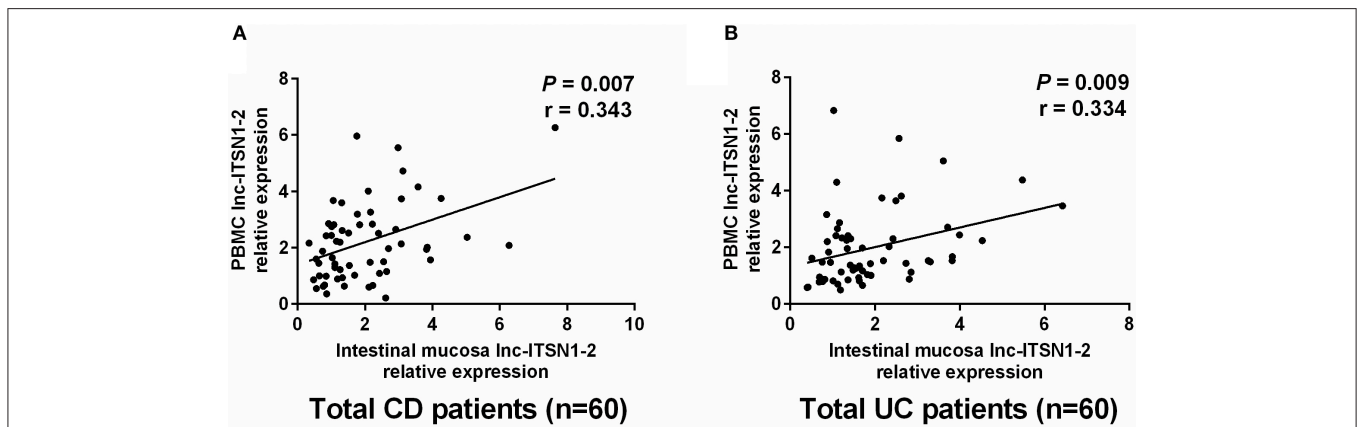 A
P = 0.007
r = 0.343
PBMC lnc-ITSN1-2
relative expression
8
6
4
2
0
0 2 4 6 8 10
Intestinal mucosa lnc-ITSN1-2
relative expression
Total CD patients (n=60)
B
P = 0.009
r = 0.334
PBMC lnc-ITSN1-2
relative expression
8
6
4
2
0
0 2 4 6 8
Intestinal mucosa lnc-ITSN1-2
relative expression
Total UC patients (n=60)